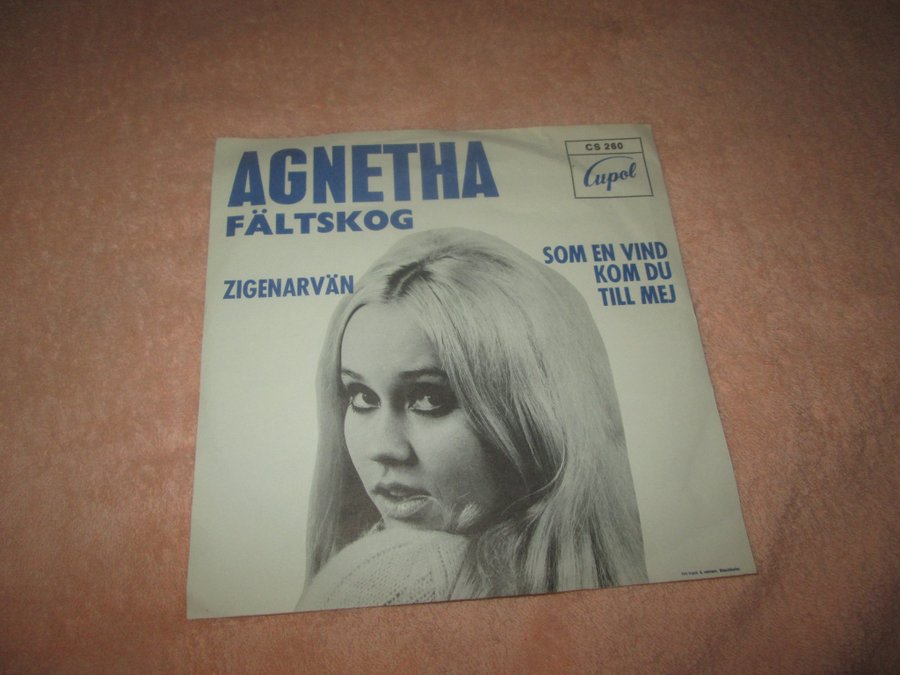 AGNETHA
FÄLTSKOG
CS 260
Cupol
ZIGENARVÄN
SOM EN VIND
KOM DU
TILL MEJ